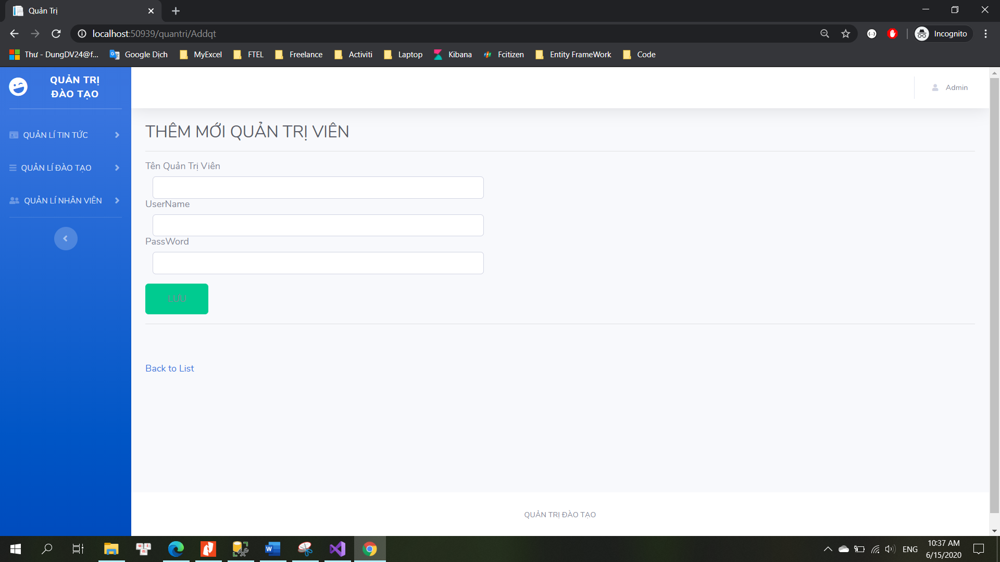 Quản Trị
localhost:50939/quantri/Addqt
Incognito
Thư - DungDV24@f...
Google Dịch
MyExcel
FTEL
Freelance
Activiti
Laptop
Kibana
Fcitizen
Entity FrameWork
Code
QUẢN TRỊ
ĐÀO TẠO
Admin
QUẢN LÍ TIN TỨC
QUẢN LÍ ĐÀO TẠO
QUẢN LÍ NHÂN VIÊN
THÊM MỚI QUẢN TRỊ VIÊN
Tên Quản Trị Viên
UserName
PassWord
LƯU
Back to List
QUẢN TRỊ ĐÀO TẠO
ENG
10:37 AM
6/15/2020